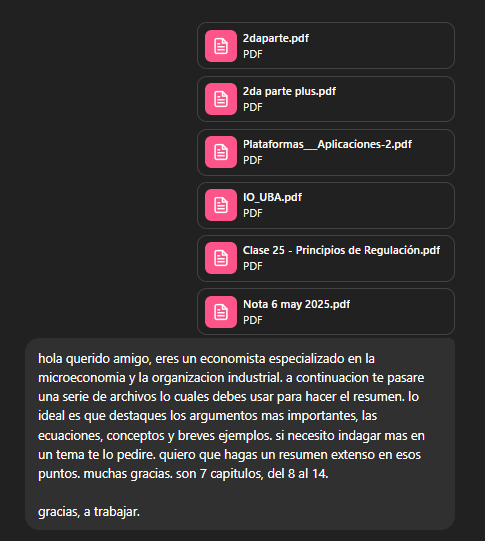 2daparte.pdf
PDF
2da parte plus.pdf
PDF
Plataformas___Aplicaciones-2.pdf
PDF
IO_UBA.pdf
PDF
Clase 25 - Principios de Regulación.pdf
PDF
Nota 6 may 2025.pdf
PDF
hola querido amigo, eres un economista especializado en la
microeconomia y la organizacion industrial. a continuacion te pasare
una serie de archivos lo cuales debes usar para hacer el resumen. lo
ideal es que destaques los argumentos mas importantes, las
ecuaciones, conceptos y breves ejemplos. si necesito indagar mas en
un tema te lo pedire. quiero que hagas un resumen extenso en esos
puntos. muchas gracias. son 7 capitulos, del 8 al 14.
gracias, a trabajar.